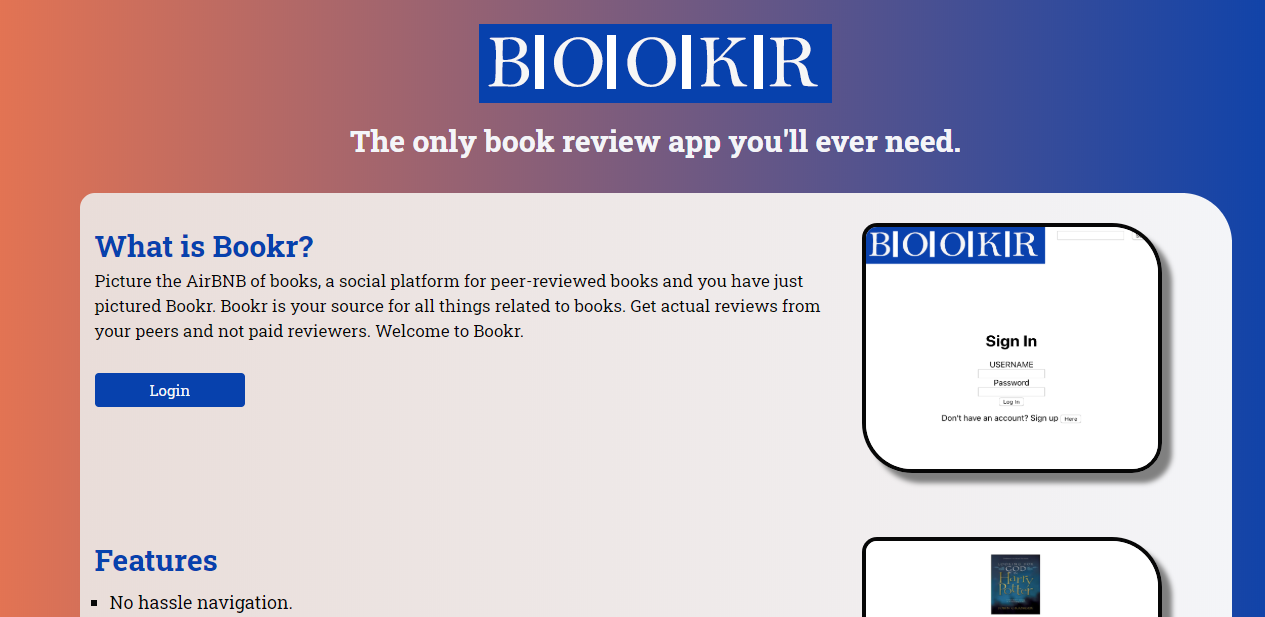 B|O|O|K|R
The only book review app you'll ever need.
What is Bookr?
Picture the AirBNB of books, a social platform for peer-reviewed books and you have just
pictured Bookr. Bookr is your source for all things related to books. Get actual reviews from
your peers and not paid reviewers. Welcome to Bookr.
Login
B|O|O|K|R
Sign In
USERNAME
Password
Log In
Don't have an account? Sign up Here
Features
No hassle navigation.
GOD
Harry
Potter